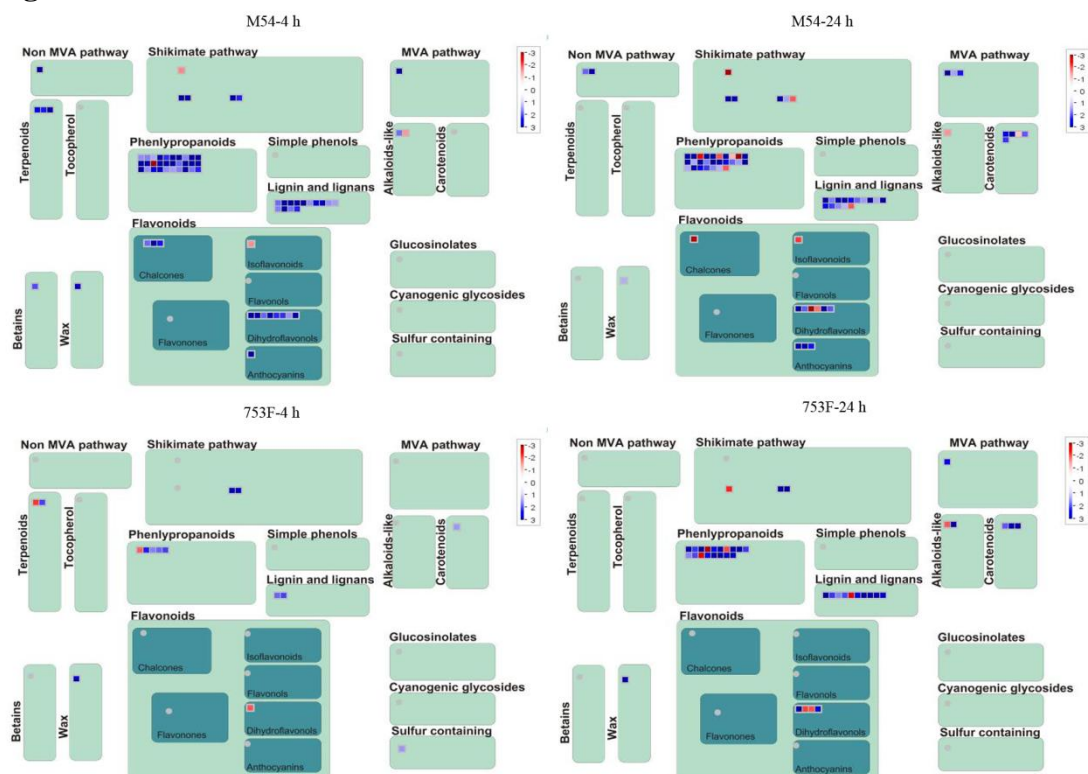 M54-4 h
Non MVA pathway
Shikimate pathway
MVA pathway
-3
-2
-1
0
1
2
3
Terpenoids
Tocopherol
Phenlypropanoids
Simple phenols
Alkaloids-like
Carotenoids
Lignin and lignans
Flavonoids
Chalcones
Isoflavonoids
Flavonols
Flavonones
Dihydroflavonols
Anthocyanins
Glucosinolates
Cyanogenic glycosides
Sulfur containing
Betains
Wax
M54-24 h
Non MVA pathway
Shikimate pathway
MVA pathway
-3
-2
-1
0
1
2
3
Terpenoids
Tocopherol
Phenlypropanoids
Simple phenols
Alkaloids-like
Carotenoids
Lignin and lignans
Flavonoids
Chalcones
Isoflavonoids
Flavonols
Flavonones
Dihydroflavonols
Anthocyanins
Glucosinolates
Cyanogenic glycosides
Sulfur containing
Betains
Wax
753F-4 h
Non MVA pathway
Shikimate pathway
MVA pathway
-3
-2
-1
0
1
2
3
Terpenoids
Tocopherol
Phenlypropanoids
Simple phenols
Alkaloids-like
Carotenoids
Lignin and lignans
Flavonoids
Chalcones
Isoflavonoids
Flavonols
Flavonones
Dihydroflavonols
Anthocyanins
Glucosinolates
Cyanogenic glycosides
Sulfur containing
Betains
Wax
753F-24 h
Non MVA pathway
Shikimate pathway
MVA pathway
-3
-2
-1
0
1
2
3
Terpenoids
Tocopherol
Phenlypropanoids
Simple phenols
Alkaloids-like
Carotenoids
Lignin and lignans
Flavonoids
Chalcones
Isoflavonoids
Flavonols
Flavonones
Dihydroflavonols
Anthocyanins
Glucosinolates
Cyanogenic glycosides
Sulfur containing
Betains
Wax